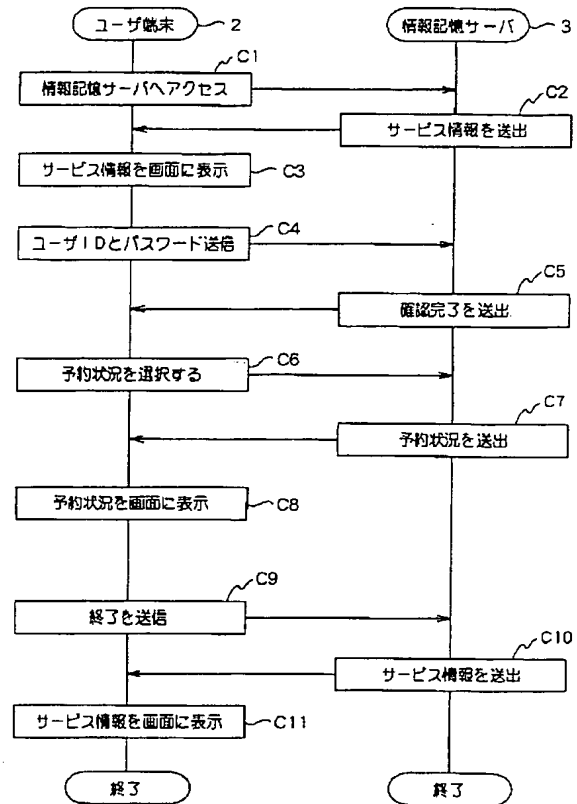 ユーザ端末
2
情報記憶サーバ
3
C1
情報記憶サーバへアクセス
C2
サービス情報を送出
サービス情報を画面に表示
C3
C4
ユーザIDとパスワード送信
C5
確認完了を送出
C6
予約状況を選択する
C7
予約状況を送出
予約状況を画面に表示
C8
C9
終了を送信
C10
サービス情報を送出
サービス情報を画面に表示
C11
終了
終了